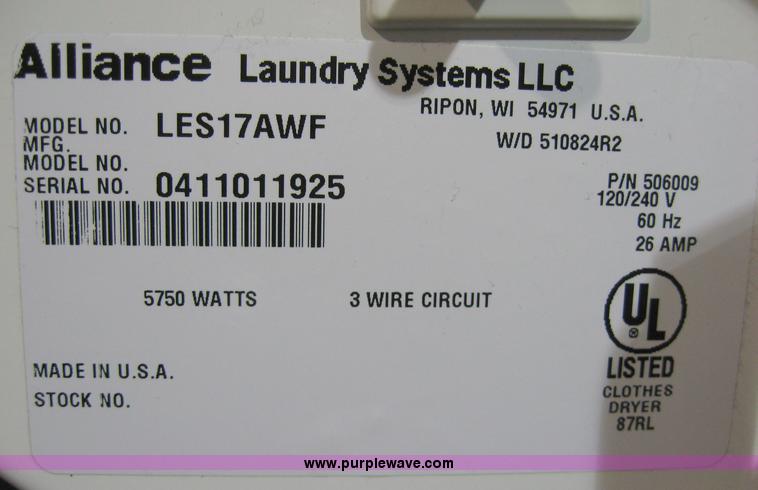 Alliance Laundry Systems LLC
RIPON, WI 54971 U.S.A.
MODEL NO. LES17AWF
W/D 510824R2
MFG.
MODEL NO.
SERIAL NO. 0411011925
P/N 506009
120/240 V
60 Hz
26 AMP
5750 WATTS 3 WIRE CIRCUIT
UL
LISTED
CLOTHES
DRYER
87RL
MADE IN U.S.A.
STOCK NO.
www.purplewave.com